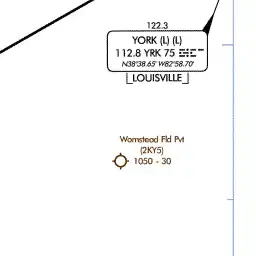 122.3
YORK (L) (L)
112.8 YRK 75
N38°38.65' W82°58.70'
LOUISVILLE
Womstead Fld Pvt
(2KY5)
1050 - 30